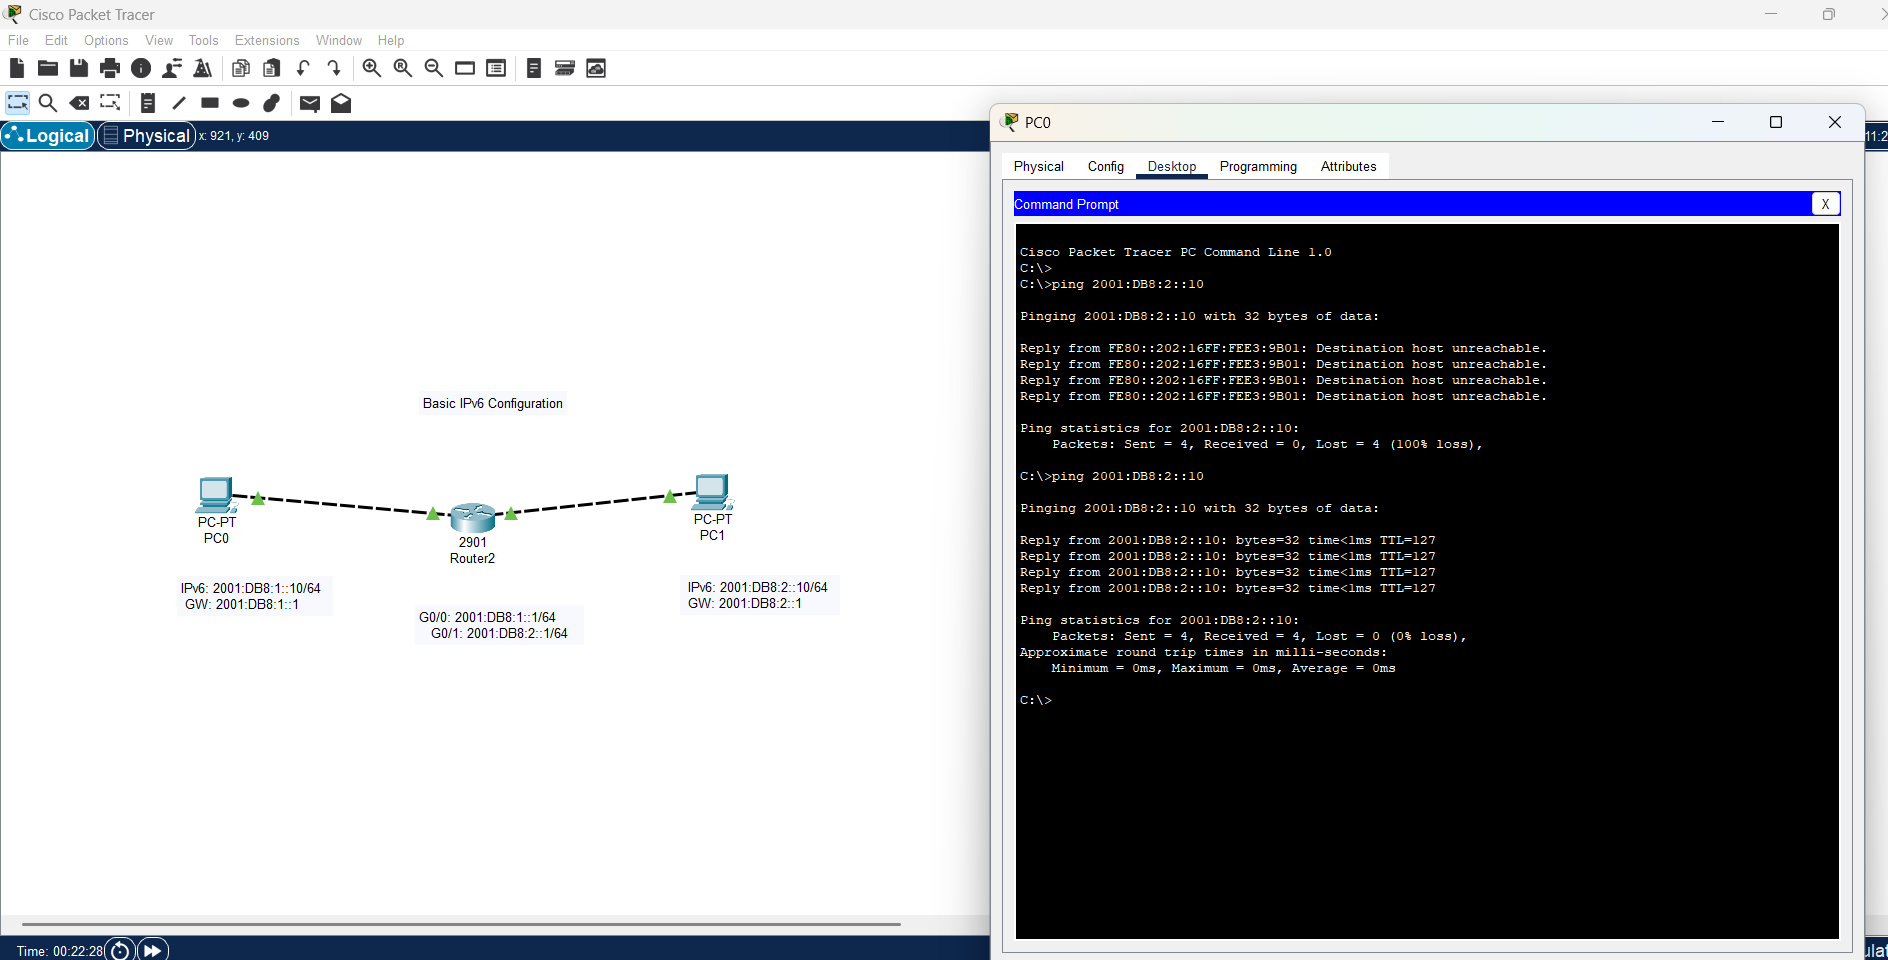 Cisco Packet Tracer
File Edit Options View Tools Extensions Window Help
Logical Physical x: 921, y: 409
Basic IPv6 Configuration
PC-PT
PC0
2901
Router2
PC-PT
PC1
IPv6: 2001:DB8:1::10/64
GW: 2001:DB8:1::1
G0/0: 2001:DB8:1::1/64
G0/1: 2001:DB8:2::1/64
IPv6: 2001:DB8:2::10/64
GW: 2001:DB8:2::1
Time: 00:22:28
PC0
Physical Config Desktop Programming Attributes
Command Prompt X
Cisco Packet Tracer PC Command Line 1.0
C:\>
C:\>ping 2001:DB8:2::10
Pinging 2001:DB8:2::10 with 32 bytes of data:
Reply from FE80::202:16FF:FEE3:9B01: Destination host unreachable.
Reply from FE80::202:16FF:FEE3:9B01: Destination host unreachable.
Reply from FE80::202:16FF:FEE3:9B01: Destination host unreachable.
Reply from FE80::202:16FF:FEE3:9B01: Destination host unreachable.
Ping statistics for 2001:DB8:2::10:
Packets: Sent = 4, Received = 0, Lost = 4 (100% loss),
C:\>ping 2001:DB8:2::10
Pinging 2001:DB8:2::10 with 32 bytes of data:
Reply from 2001:DB8:2::10: bytes=32 time<1ms TTL=127
Reply from 2001:DB8:2::10: bytes=32 time<1ms TTL=127
Reply from 2001:DB8:2::10: bytes=32 time<1ms TTL=127
Reply from 2001:DB8:2::10: bytes=32 time<1ms TTL=127
Ping statistics for 2001:DB8:2::10:
Packets: Sent = 4, Received = 4, Lost = 0 (0% loss),
Approximate round trip times in milli-seconds:
Minimum = 0ms, Maximum = 0ms, Average = 0ms
C:\>